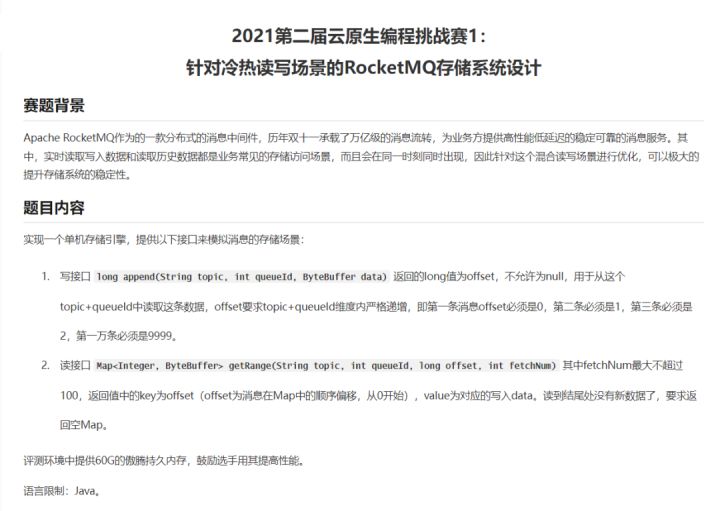 2021第二届云原生编程挑战赛1：
针对冷热读写场景的RocketMQ存储系统设计
赛题背景
Apache RocketMQ作为的一款分布式的消息中间件，历年双十一承载了万亿级的消息流转，为业务方提供高性能低延迟的稳定可靠的消息服务。其
中，实时读取写入数据和读取历史数据都是业务常见的存储访问场景，而且会在同一时刻同时出现，因此针对这个混合读写场景进行优化，可以极大的
提升存储系统的稳定性。
题目内容
实现一个单机存储引擎，提供以下接口来模拟消息的存储场景：
1. 写接口 long append(String topic, int queueId, ByteBuffer data) 返回的long值为offset，不允许为null，用于从这个
topic+queueId中读取这条数据，offset要求topic+queueId维度内严格递增，即第一条消息offset必须是0，第二条必须是1，第三条必须是
2，第一万条必须是9999。
2. 读接口 Map<Integer, ByteBuffer> getRange(String topic, int queueId, long offset, int fetchNum) 其中fetchNum最大不超过
100，返回值中的key为offset（offset为消息在Map中的顺序偏移，从0开始），value为对应的写入data。读到结尾处没有新数据了，要求返
回空Map。
评测环境中提供60G的傲腾持久内存，鼓励选手用其提高性能。
语言限制：Java。